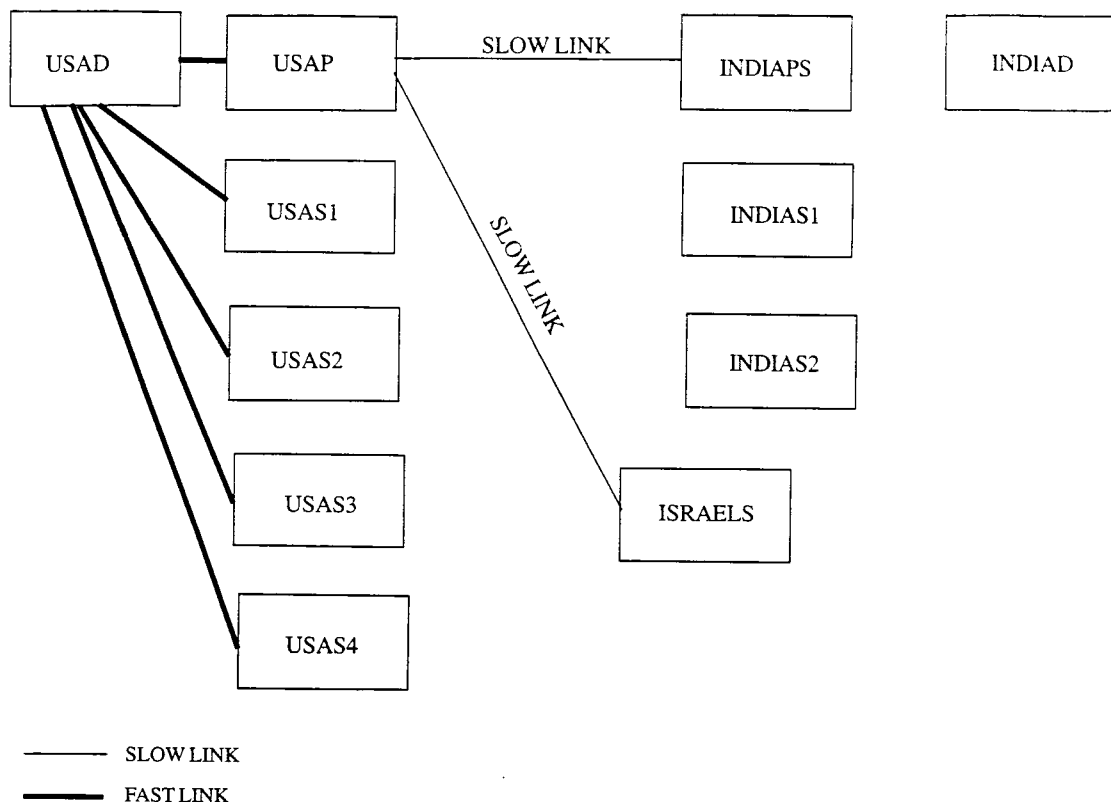 USAD
USAP
SLOW LINK
INDIAPS
INDIAD
USAS1
INDIAS1
SLOW LINK
USAS2
INDIAS2
USAS3
ISRAELS
USAS4
SLOW LINK
FAST LINK